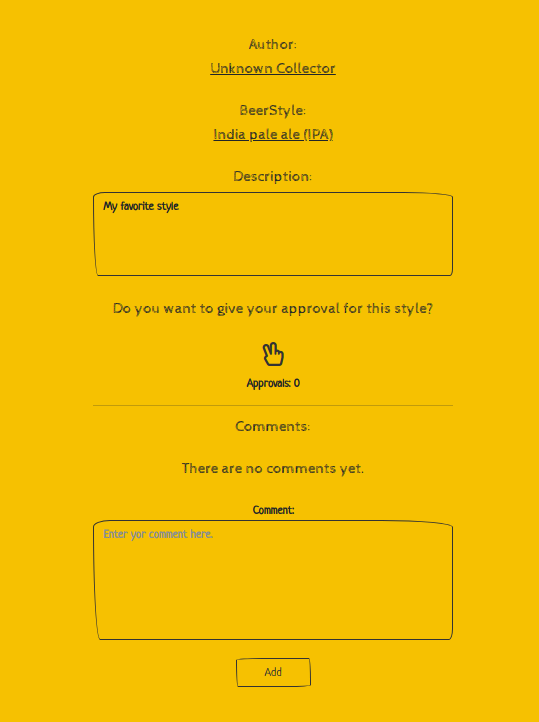 Author:
Unknown Collector
BeerStyle:
India pale ale (IPA)
Description:
My favorite style
Do you want to give your approval for this style?
Approvals: 0
Comments:
There are no comments yet.
Comment:
Enter yor comment here.
Add